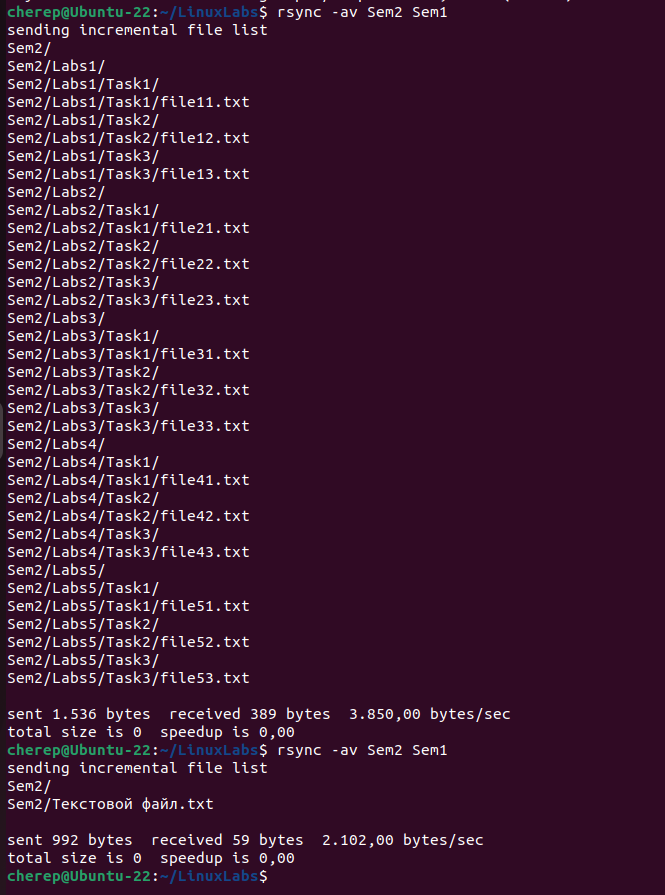 cherep@Ubuntu-22:~/LinuxLabs$ rsync -av Sem2 Sem1
sending incremental file list
Sem2/
Sem2/Labs1/
Sem2/Labs1/Task1/
Sem2/Labs1/Task1/file11.txt
Sem2/Labs1/Task2/
Sem2/Labs1/Task2/file12.txt
Sem2/Labs1/Task3/
Sem2/Labs1/Task3/file13.txt
Sem2/Labs2/
Sem2/Labs2/Task1/
Sem2/Labs2/Task1/file21.txt
Sem2/Labs2/Task2/
Sem2/Labs2/Task2/file22.txt
Sem2/Labs2/Task3/
Sem2/Labs2/Task3/file23.txt
Sem2/Labs3/
Sem2/Labs3/Task1/
Sem2/Labs3/Task1/file31.txt
Sem2/Labs3/Task2/
Sem2/Labs3/Task2/file32.txt
Sem2/Labs3/Task3/
Sem2/Labs3/Task3/file33.txt
Sem2/Labs4/
Sem2/Labs4/Task1/
Sem2/Labs4/Task1/file41.txt
Sem2/Labs4/Task2/
Sem2/Labs4/Task2/file42.txt
Sem2/Labs4/Task3/
Sem2/Labs4/Task3/file43.txt
Sem2/Labs5/
Sem2/Labs5/Task1/
Sem2/Labs5/Task1/file51.txt
Sem2/Labs5/Task2/
Sem2/Labs5/Task2/file52.txt
Sem2/Labs5/Task3/
Sem2/Labs5/Task3/file53.txt
sent 1.536 bytes  received 389 bytes  3.850,00 bytes/sec
total size is 0  speedup is 0,00
cherep@Ubuntu-22:~/LinuxLabs$ rsync -av Sem2 Sem1
sending incremental file list
Sem2/
Sem2/Текстовой файл.txt
sent 992 bytes  received 59 bytes  2.102,00 bytes/sec
total size is 0  speedup is 0,00
cherep@Ubuntu-22:~/LinuxLabs$